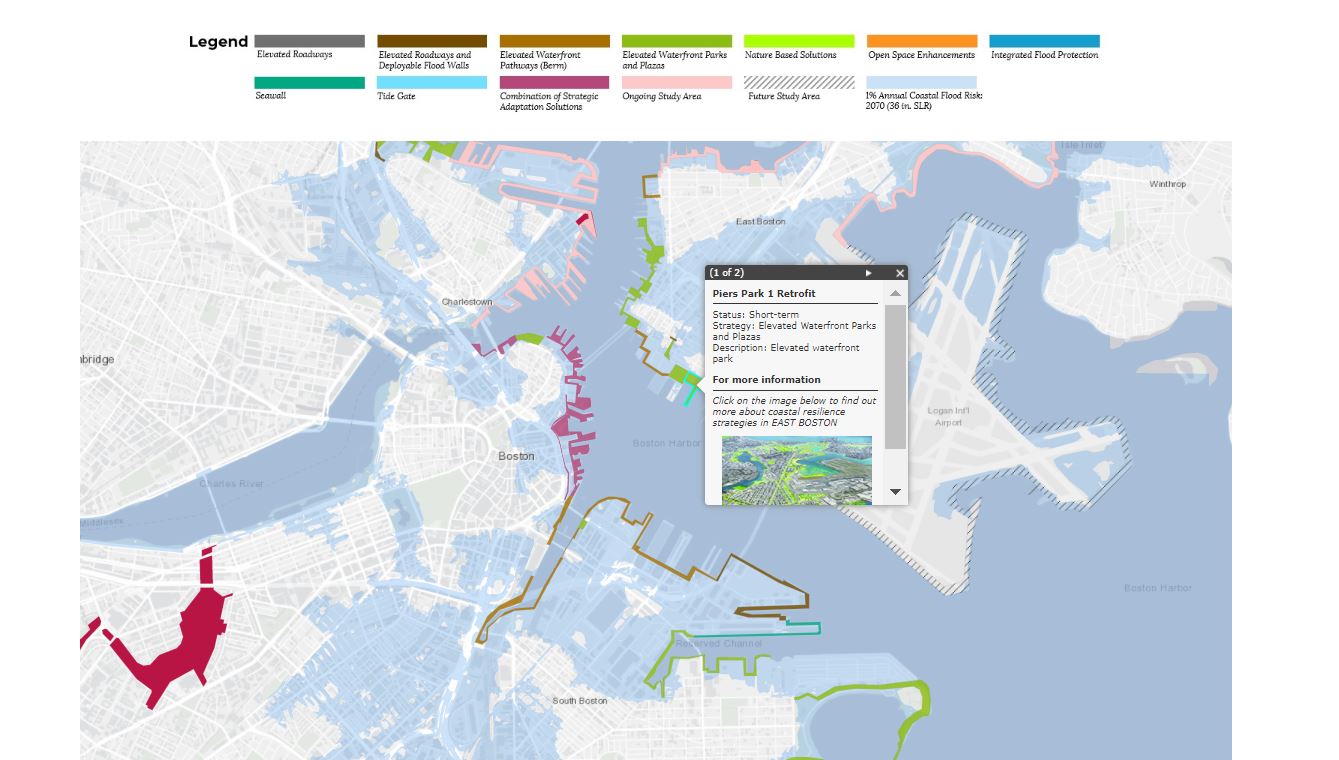 Legend
Elevated Roadways
Elevated Roadways and
Deployable Flood Walls
Elevated Waterfront
Pathways (Berm)
Elevated Waterfront Parks
and Plazas
Nature Based Solutions
Open Space Enhancements
Integrated Flood Protection
Seawall
Tide Gate
Combination of Strategic
Adaptation Solutions
Ongoing Study Area
Future Study Area
1% Annual Coastal Flood Risk:
2070 (36 in. SLR)
Isle Inlet
Winthrop
East Boston
(1 of 2)
Piers Park 1 Retrofit
Status: Short-term
Strategy: Elevated Waterfront Parks
and Plazas
Description: Elevated waterfront
park
For more information
Click on the image below to find out
more about coastal resilience
strategies in EAST BOSTON
Charlestown
mbridge
Logan Int'l
Airport
Boston Harbor
Boston
Charles River
Middlesex
Boston Harbor
Reserved Channel
South Boston